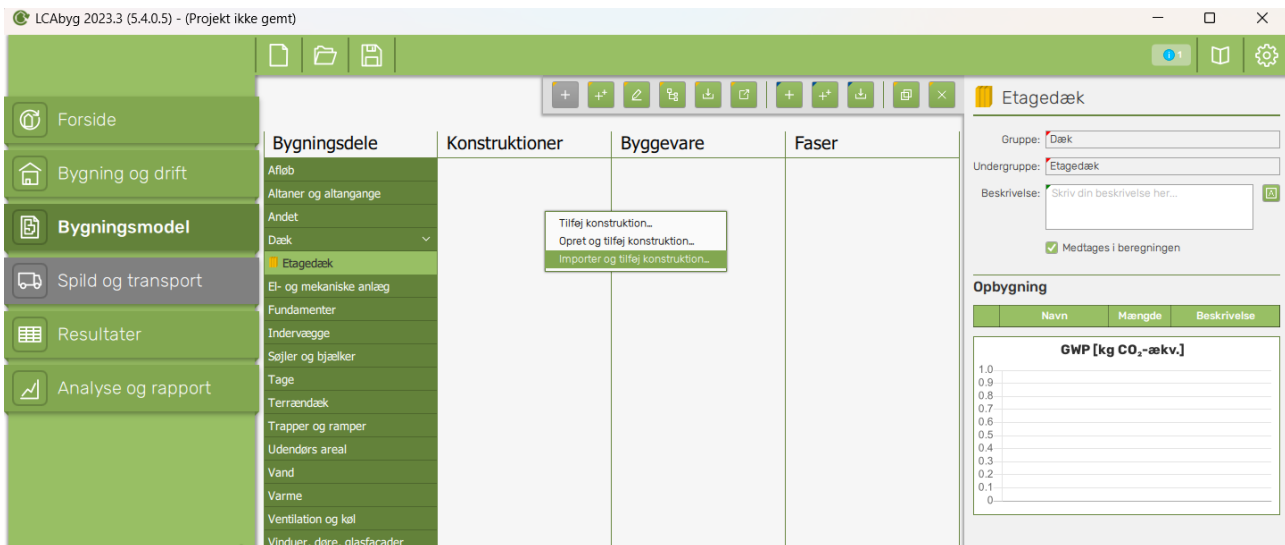 LCAbyg 2023.3 (5.4.0.5) - (Projekt ikke gemt)
1
Forside
Bygning og drift
Bygningsmodel
Spild og transport
Resultater
Analyse og rapport
Bygningsdele
Konstruktioner
Byggevare
Faser
Afløb
Altaner og altangange
Andet
Dæk
Etagedæk
El- og mekaniske anlæg
Fundamenter
Indervægge
Søjler og bjælker
Tage
Terrændæk
Trapper og ramper
Udendørs areal
Vand
Varme
Ventilation og køl
Vinduer, døre, glasfacader
Tilføj konstruktion...
Opret og tilføj konstruktion...
Importer og tilføj konstruktion...
Etagedæk
Gruppe: Dæk
Undergruppe: Etagedæk
Beskrivelse: Skriv din beskrivelse her...
A
Medtages i beregningen
Opbygning
Navn Mængde Beskrivelse
GWP [kg CO₂-ækv.]
1.0
0.9
0.8
0.7
0.6
0.5
0.4
0.3
0.2
0.1
0